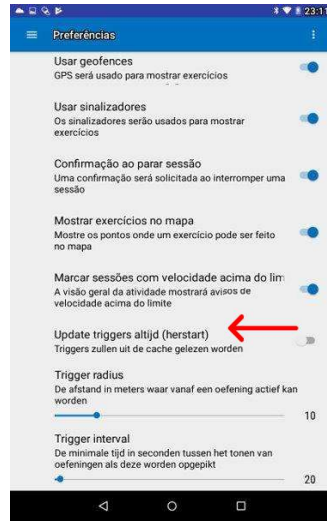 23:11
Preferências
Usar geofences
GPS será usado para mostrar exercícios
Usar sinalizadores
Os sinalizadores serão usados para mostrar
exercícios
Confirmação ao parar sessão
Uma confirmação será solicitada ao interromper uma
sessão
Mostrar exercícios no mapa
Mostre os pontos onde um exercício pode ser feito
no mapa
Marcar sessões com velocidade acima do lim
A visão geral da atividade mostrará avisos de
velocidade acima do limite
Update triggers altijd (herstart)
Triggers zullen uit de cache gelezen worden
Trigger radius
De afstand in meters waar vanaf een oefening actief kan
worden
10
Trigger interval
De minimale tijd in seconden tussen het tonen van
oefeningen als deze worden opgepikt
20